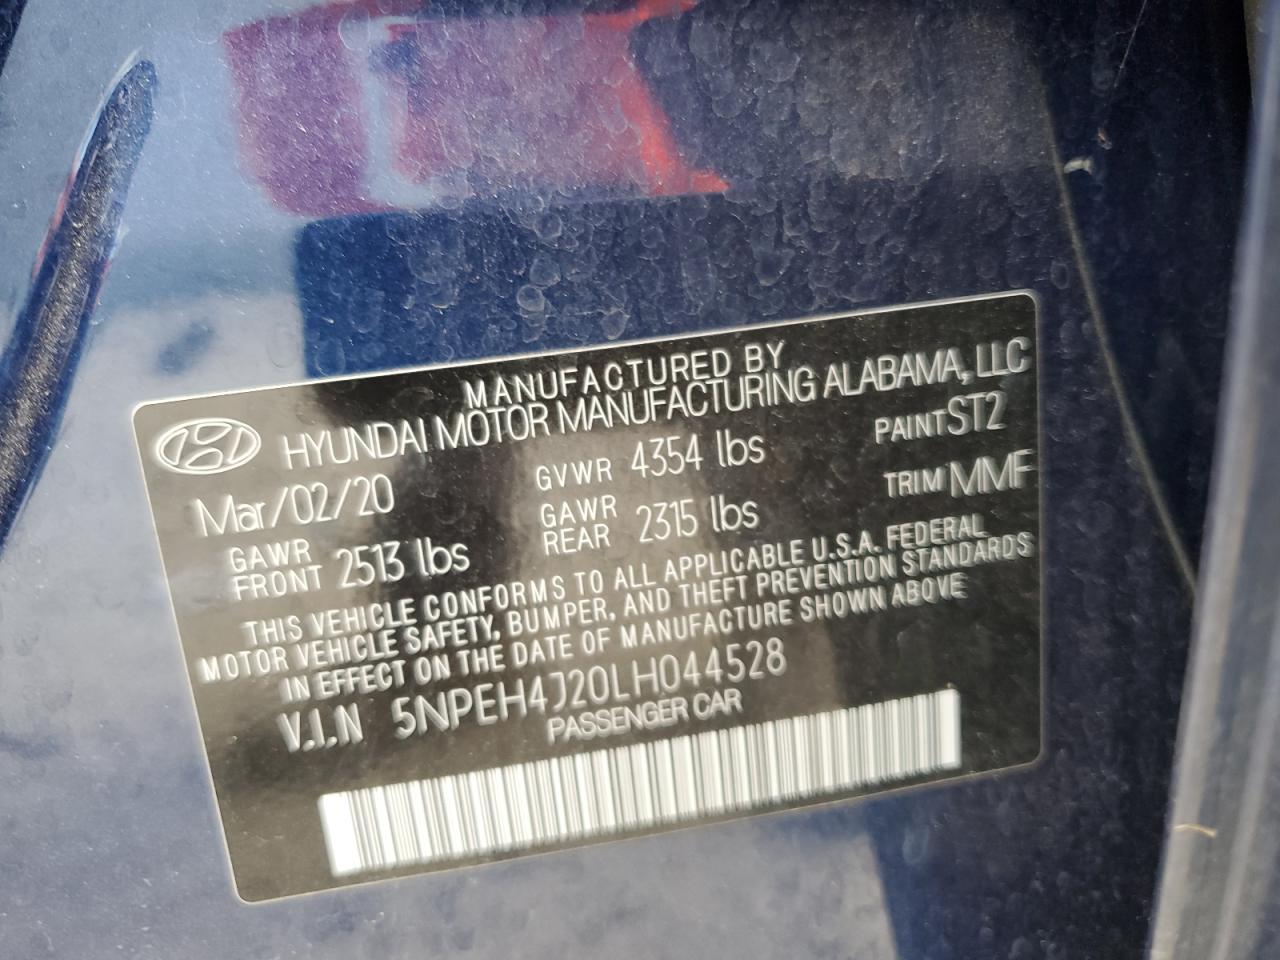 MANUFACTURED BY
HYUNDAI MOTOR MANUFACTURING ALABAMA, LLC
Mar/02/20 GVWR 4354 lbs PAINT ST2
GAWR FRONT 2513 lbs GAWR REAR 2315 lbs TRIM MMF
THIS VEHICLE CONFORMS TO ALL APPLICABLE U.S.A. FEDERAL
MOTOR VEHICLE SAFETY, BUMPER, AND THEFT PREVENTION STANDARDS
IN EFFECT ON THE DATE OF MANUFACTURE SHOWN ABOVE
V.I.N 5NPEH4J20LH044528
PASSENGER CAR